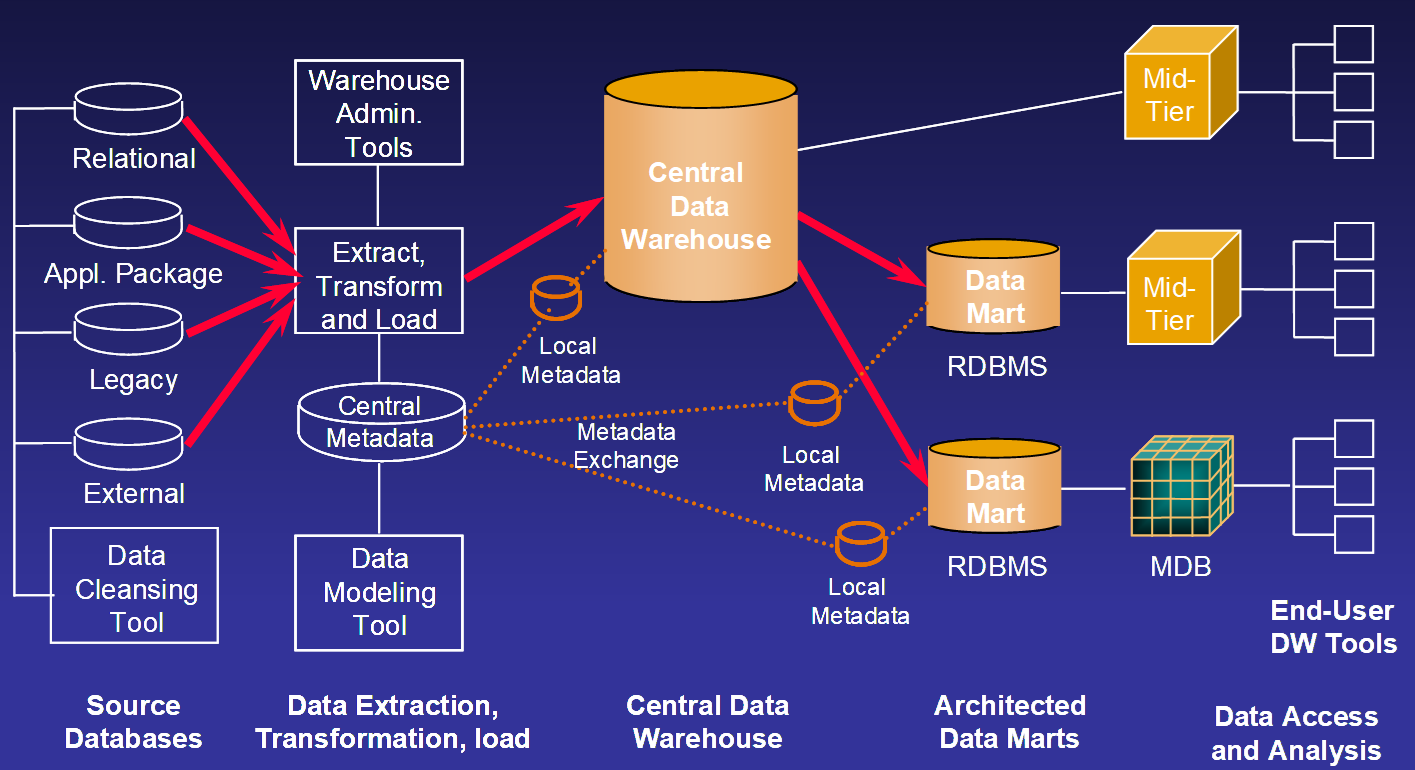 Relational
Appl. Package
Legacy
External
Data
Cleansing
Tool
Source
Databases
Warehouse
Admin.
Tools
Extract,
Transform
and Load
Central
Metadata
Data
Modeling
Tool
Data Extraction,
Transformation, load
Central
Data
Warehouse
Local
Metadata
Metadata
Exchange
Local
Metadata
Local
Metadata
Central Data
Warehouse
Data
Mart
RDBMS
Data
Mart
RDBMS
Architected
Data Marts
Mid-
Tier
Mid-
Tier
MDB
End-User
DW Tools
Data Access
and Analysis